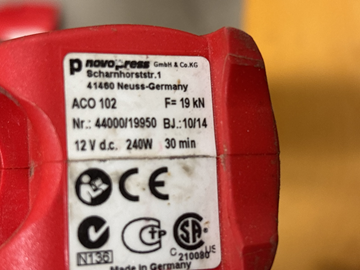 novopress GmbH & Co.KG
Scharnhorststr.1
41460 Neuss-Germany
ACO 102 F= 19 kN
Nr.: 44000/19950 BJ.:10/14
12 V d.c. 240W 30 min
CE
N136
C US
210080
Made in Germany